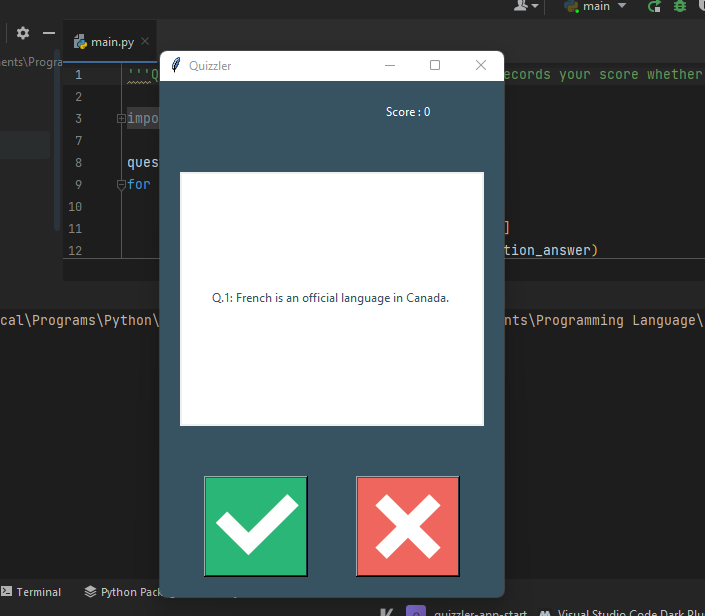 main
main.py
Quizzler
ents\Progra
1
'''Q
ecords your score whether
Score : 0
2
3
impo
7
8
ques
9
for
10
11
]
12
tion_answer)
Q.1: French is an official language in Canada.
cal\Programs\Python\
nts\Programming Language\
Terminal
Python Pac
quizzler-app-start
Visual Studio Code Dark Plu